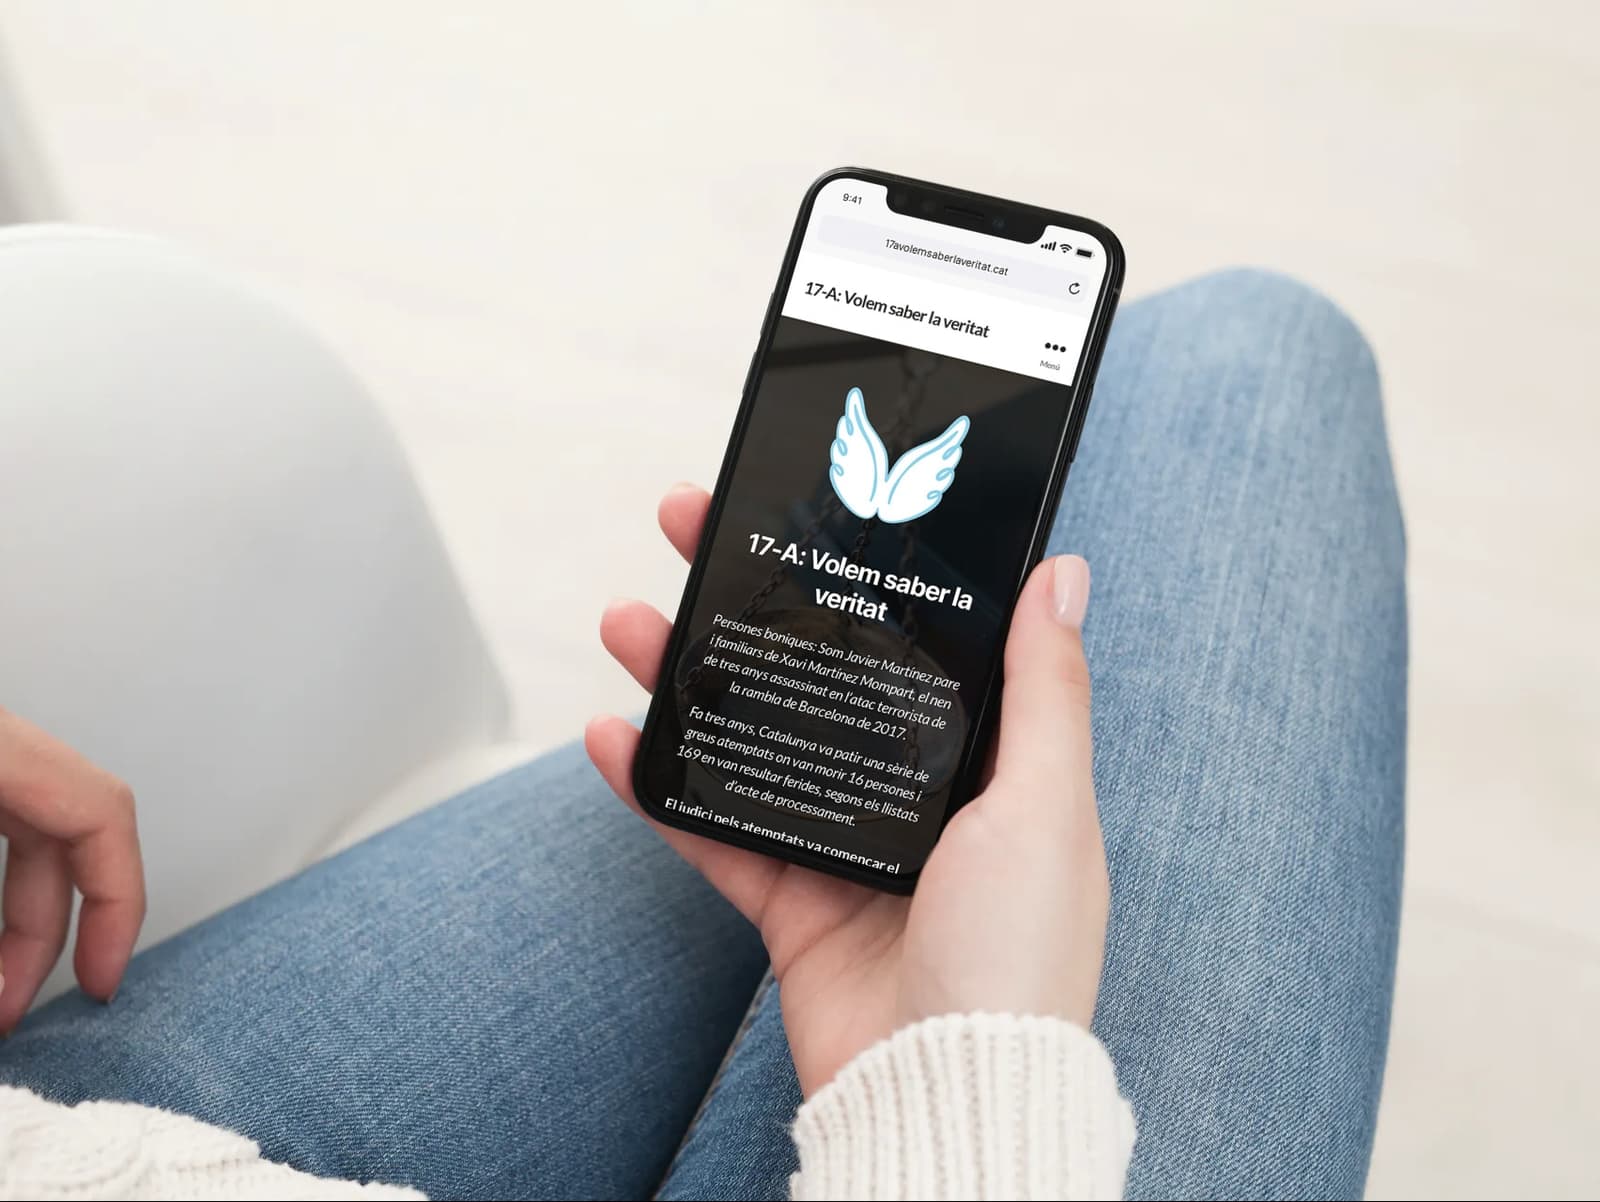 9:41
17avolemsaberlaveritat.cat
17-A: Volem saber la veritat
Menú
17-A: Volem saber la
veritat
Persones boniques: Som Javier Martínez pare
i familiars de Xavi Martínez Mompart, el nen
de tres anys assassinat en l'atac terrorista de
la rambla de Barcelona de 2017.
Fa tres anys, Catalunya va patir una sèrie de
greus atemptats on van morir 16 persones i
169 en van resultar ferides, segons els llistats
d'acte de processament.
El judici pels atemptats va començar el